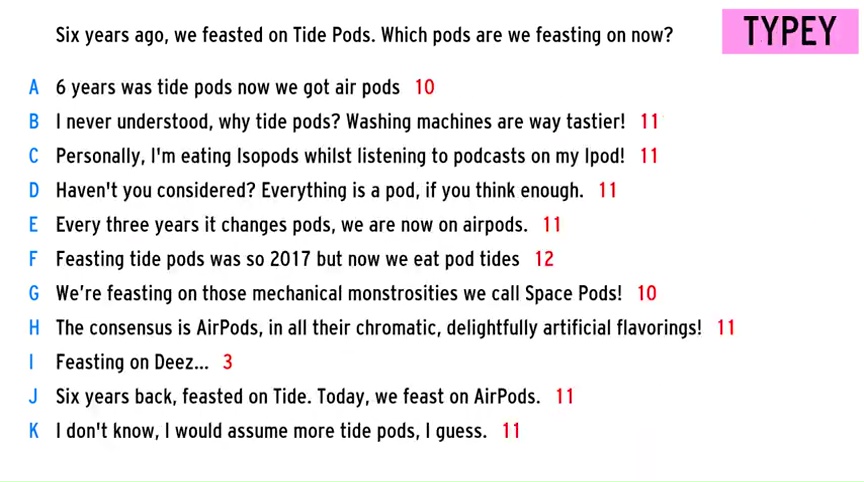 Six years ago, we feasted on Tide Pods. Which pods are we feasting on now?
TYPEY
A 6 years was tide pods now we got air pods 10
B I never understood, why tide pods? Washing machines are way tastier! 11
C Personally, I'm eating Isopods whilst listening to podcasts on my Ipod! 11
D Haven't you considered? Everything is a pod, if you think enough. 11
E Every three years it changes pods, we are now on airpods. 11
F Feasting tide pods was so 2017 but now we eat pod tides 12
G We're feasting on those mechanical monstrosities we call Space Pods! 10
H The consensus is AirPods, in all their chromatic, delightfully artificial flavorings! 11
I Feasting on Deez... 3
J Six years back, feasted on Tide. Today, we feast on AirPods. 11
K I don't know, I would assume more tide pods, I guess. 11